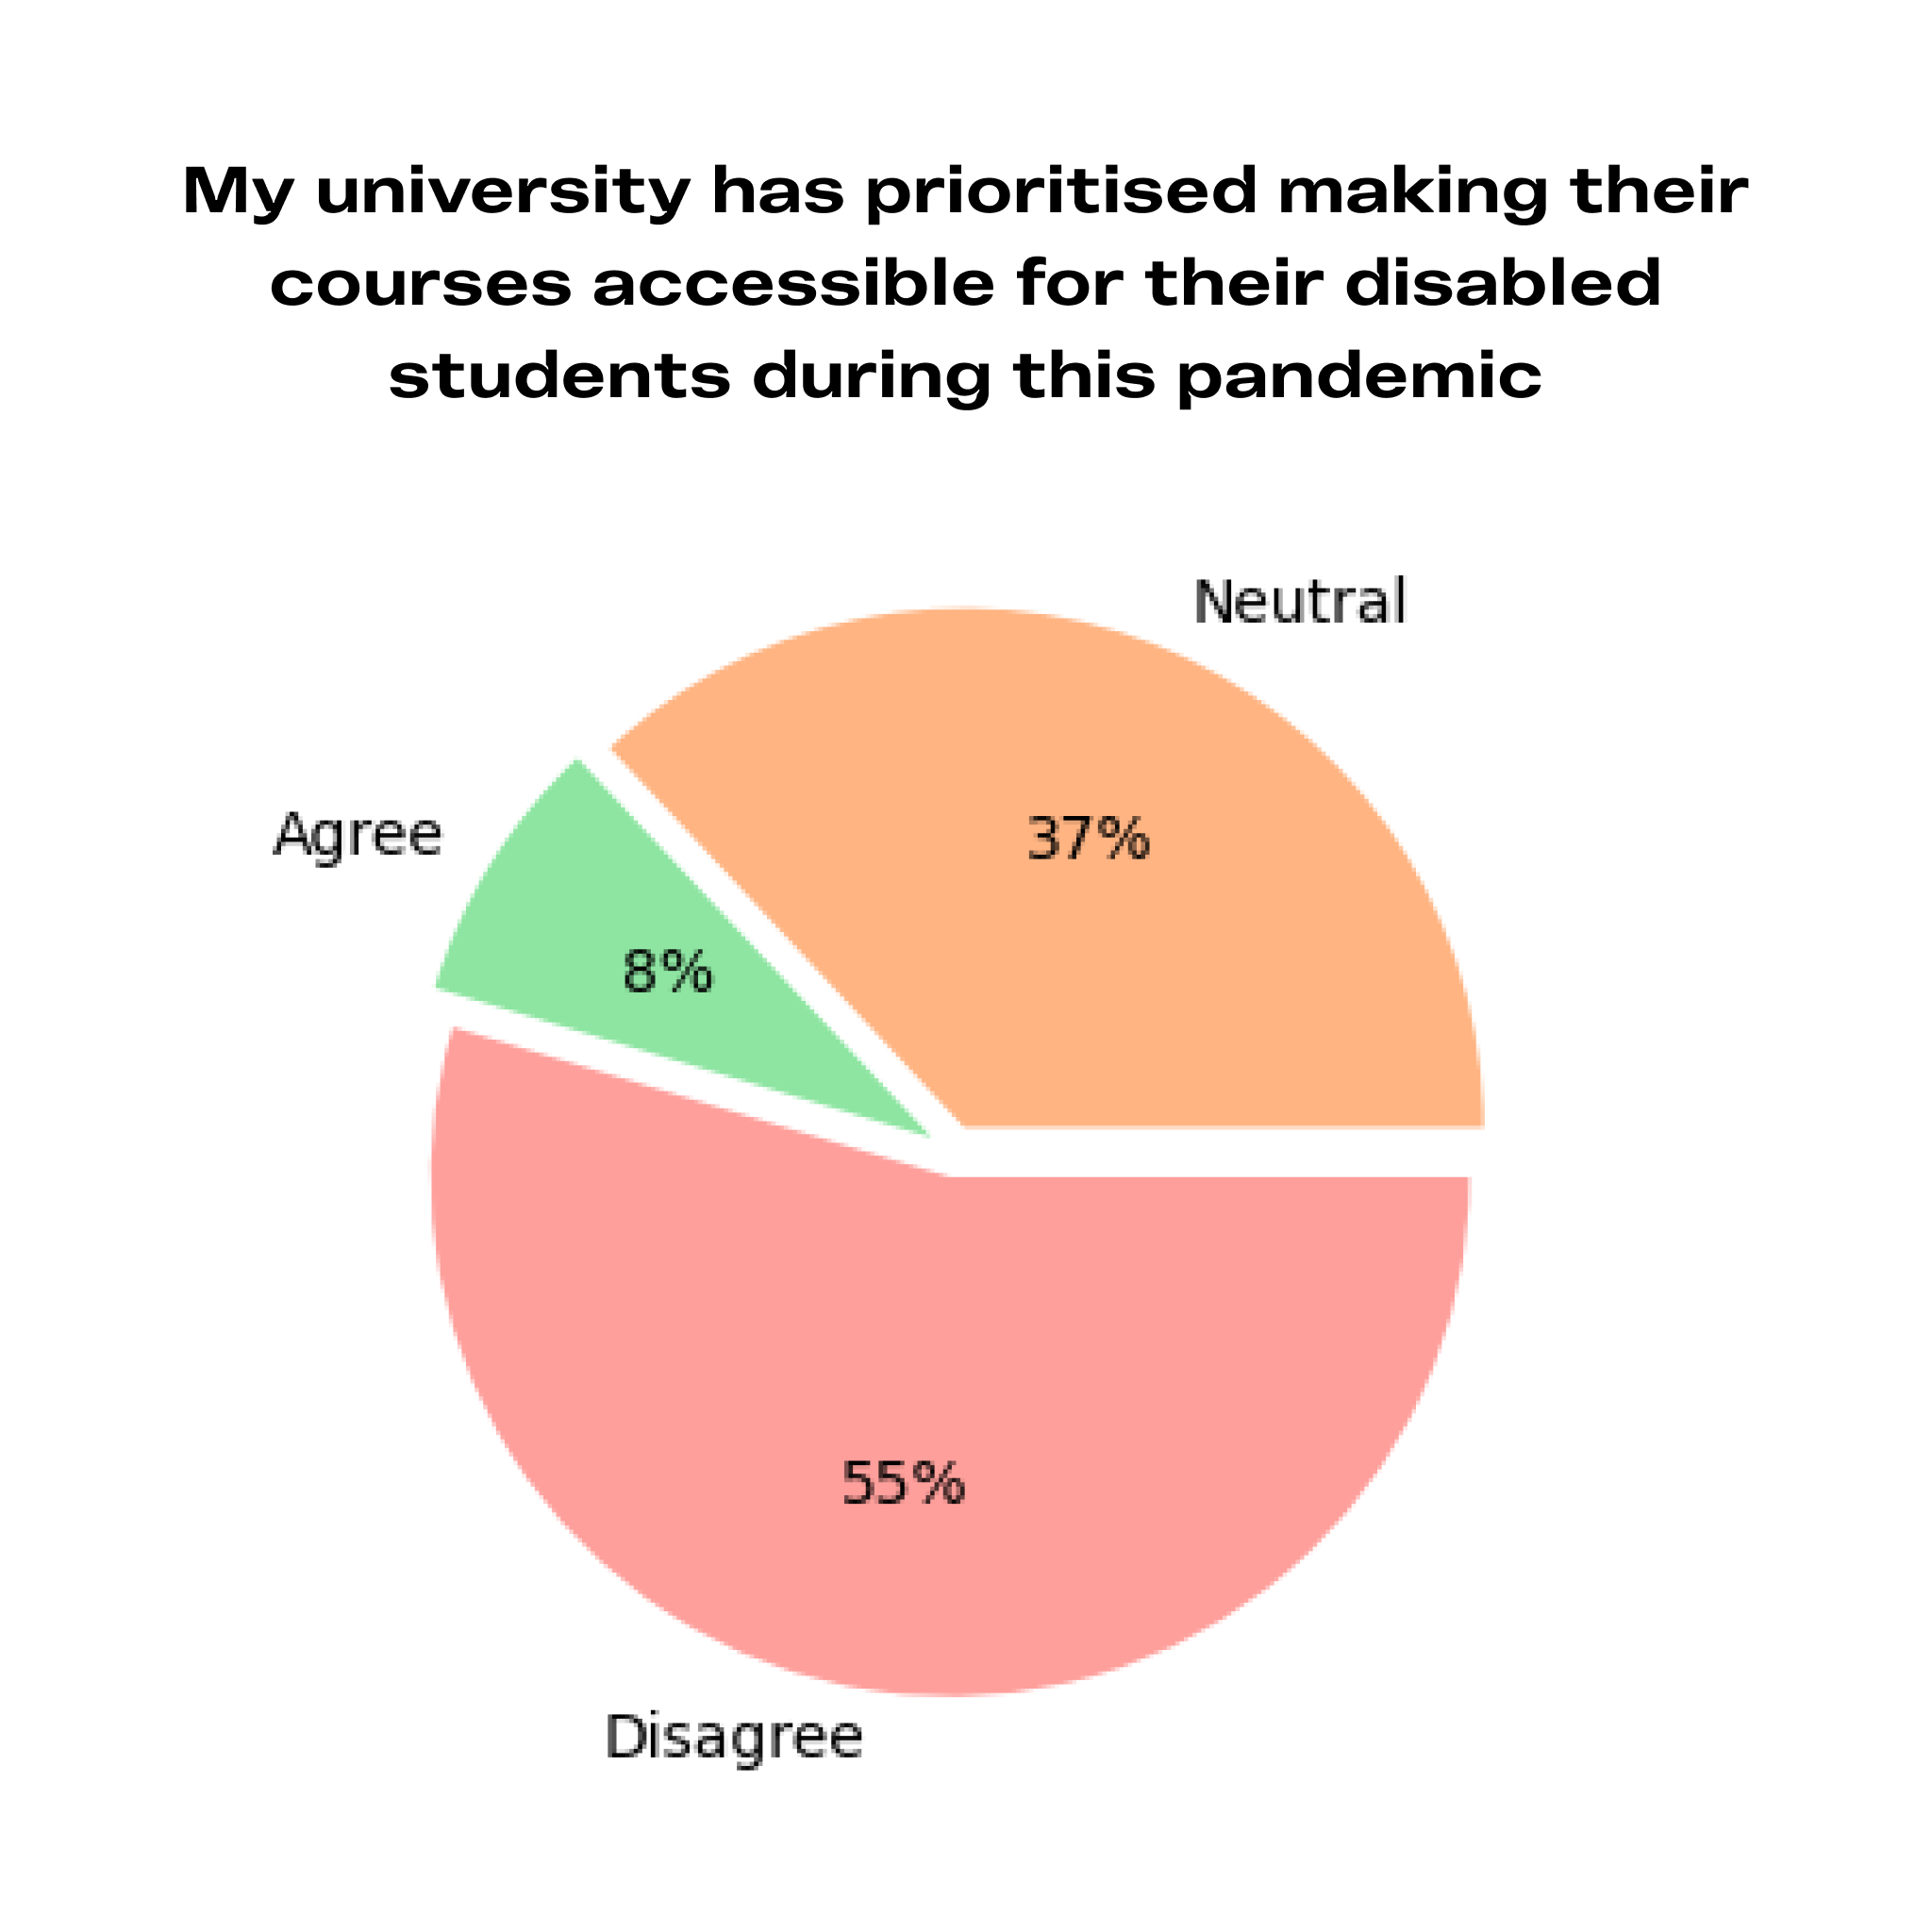 My university has prioritised making their
courses accessible for their disabled
students during this pandemic
Neutral
37%
Agree
8%
55%
Disagree